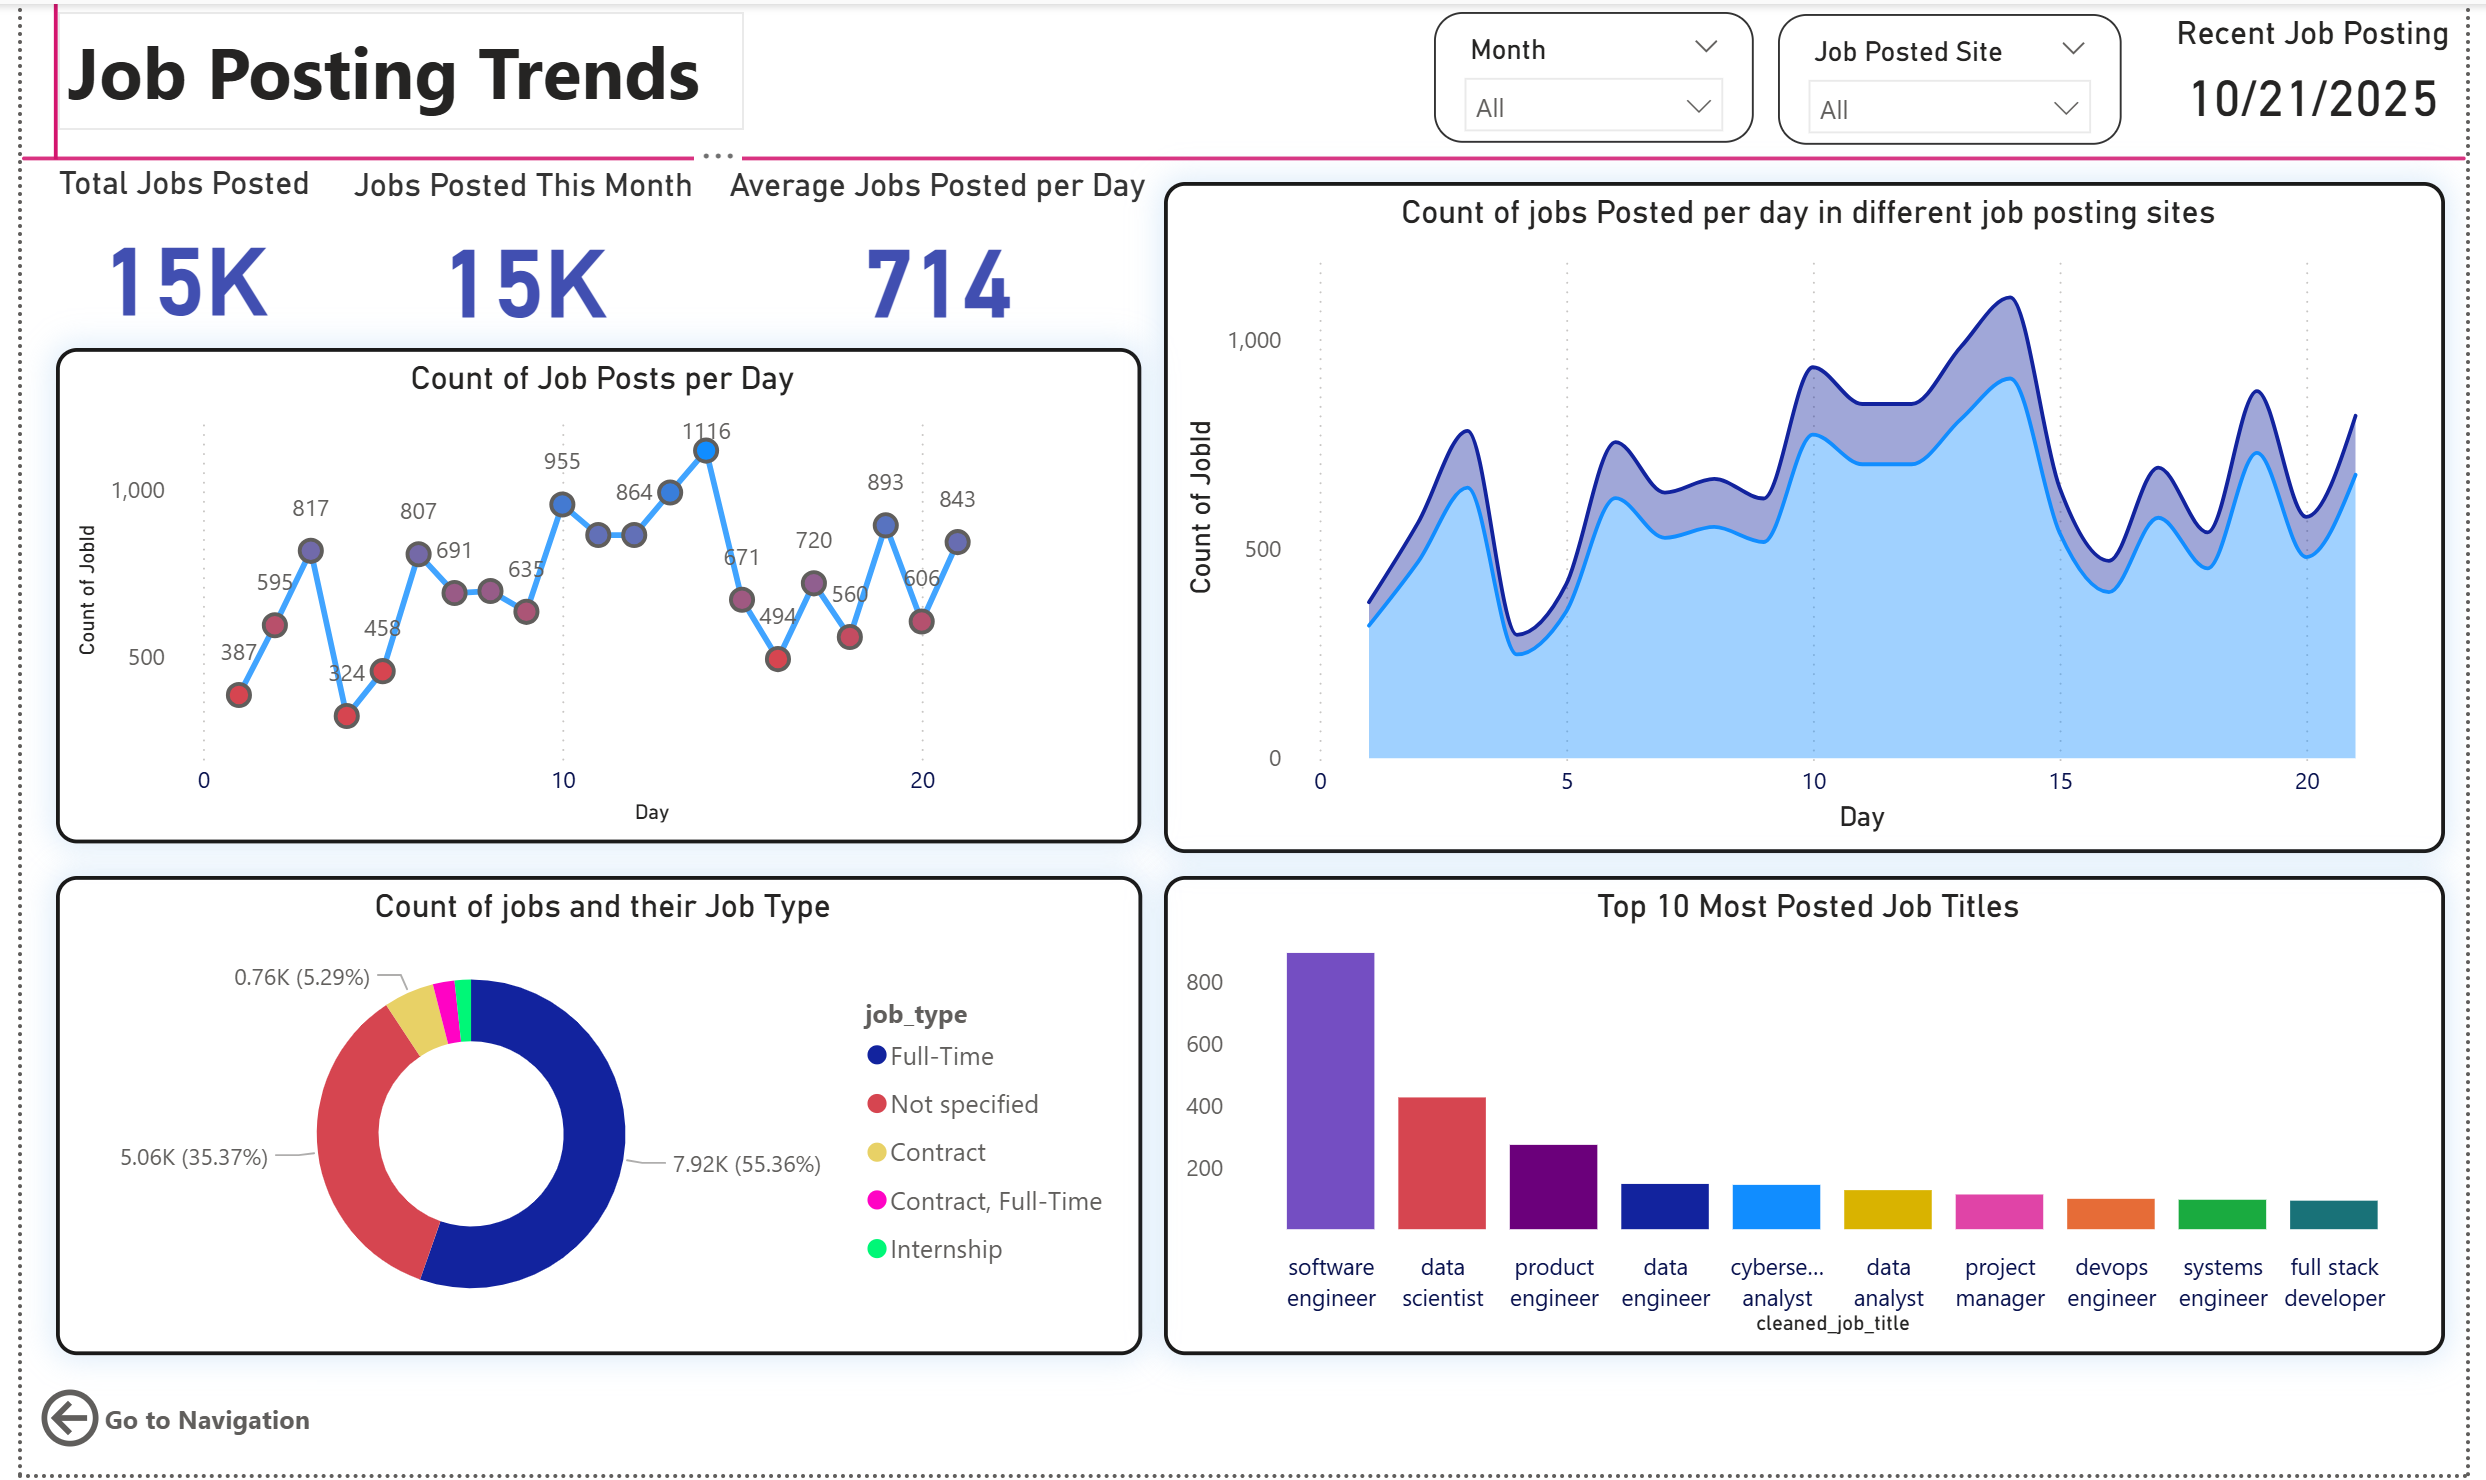 Job Posting Trends
Month
All
Job Posted Site
All
Recent Job Posting
10/21/2025
Total Jobs Posted
15K
Jobs Posted This Month
15K
Average Jobs Posted per Day
714
Count of Job Posts per Day
Count of JobId
1,000
500
387
595
817
324
458
807
691
635
955
864
1116
671
494
720
560
893
606
843
0
10
20
Day
Count of jobs Posted per day in different job posting sites
Count of JobId
1,000
500
0
0
5
10
15
20
Day
Count of jobs and their Job Type
0.76K (5.29%)
5.06K (35.37%)
7.92K (55.36%)
job_type
Full-Time
Not specified
Contract
Contract, Full-Time
Internship
Top 10 Most Posted Job Titles
800
600
400
200
software
engineer
data
scientist
product
engineer
data
engineer
cyberse...
analyst
data
analyst
project
manager
devops
engineer
systems
engineer
full stack
developer
cleaned_job_title
Go to Navigation